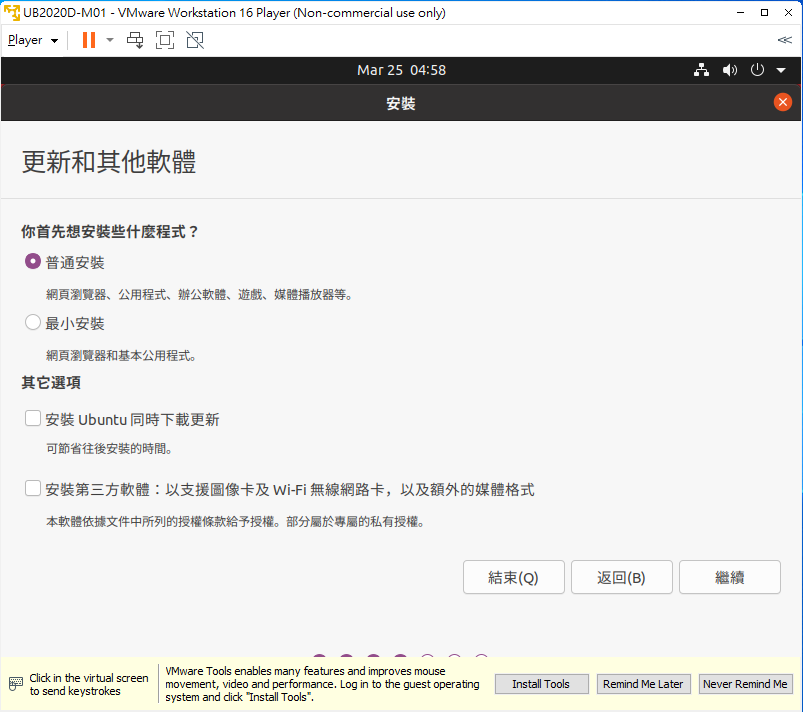 UB2020D-M01 - VMware Workstation 16 Player (Non-commercial use only)
Player
Mar 25 04:58
安裝
更新和其他軟體
你首先想安裝些什麼程式？
普通安裝
網頁瀏覽器、公用程式、辦公軟體、遊戲、媒體播放器等。
最小安裝
網頁瀏覽器和基本公用程式。
其它選項
安裝 Ubuntu 同時下載更新
可節省往後安裝的時間。
安裝第三方軟體：以支援圖像卡及 Wi-Fi 無線網路卡，以及額外的媒體格式
本軟體依據文件中所列的授權條款給予授權。部分屬於專屬的私有授權。
結束(Q)
返回(B)
繼續
Click in the virtual screen
to send keystrokes
VMware Tools enables many features and improves mouse
movement, video and performance. Log in to the guest operating
system and click "Install Tools".
Install Tools
Remind Me Later
Never Remind Me